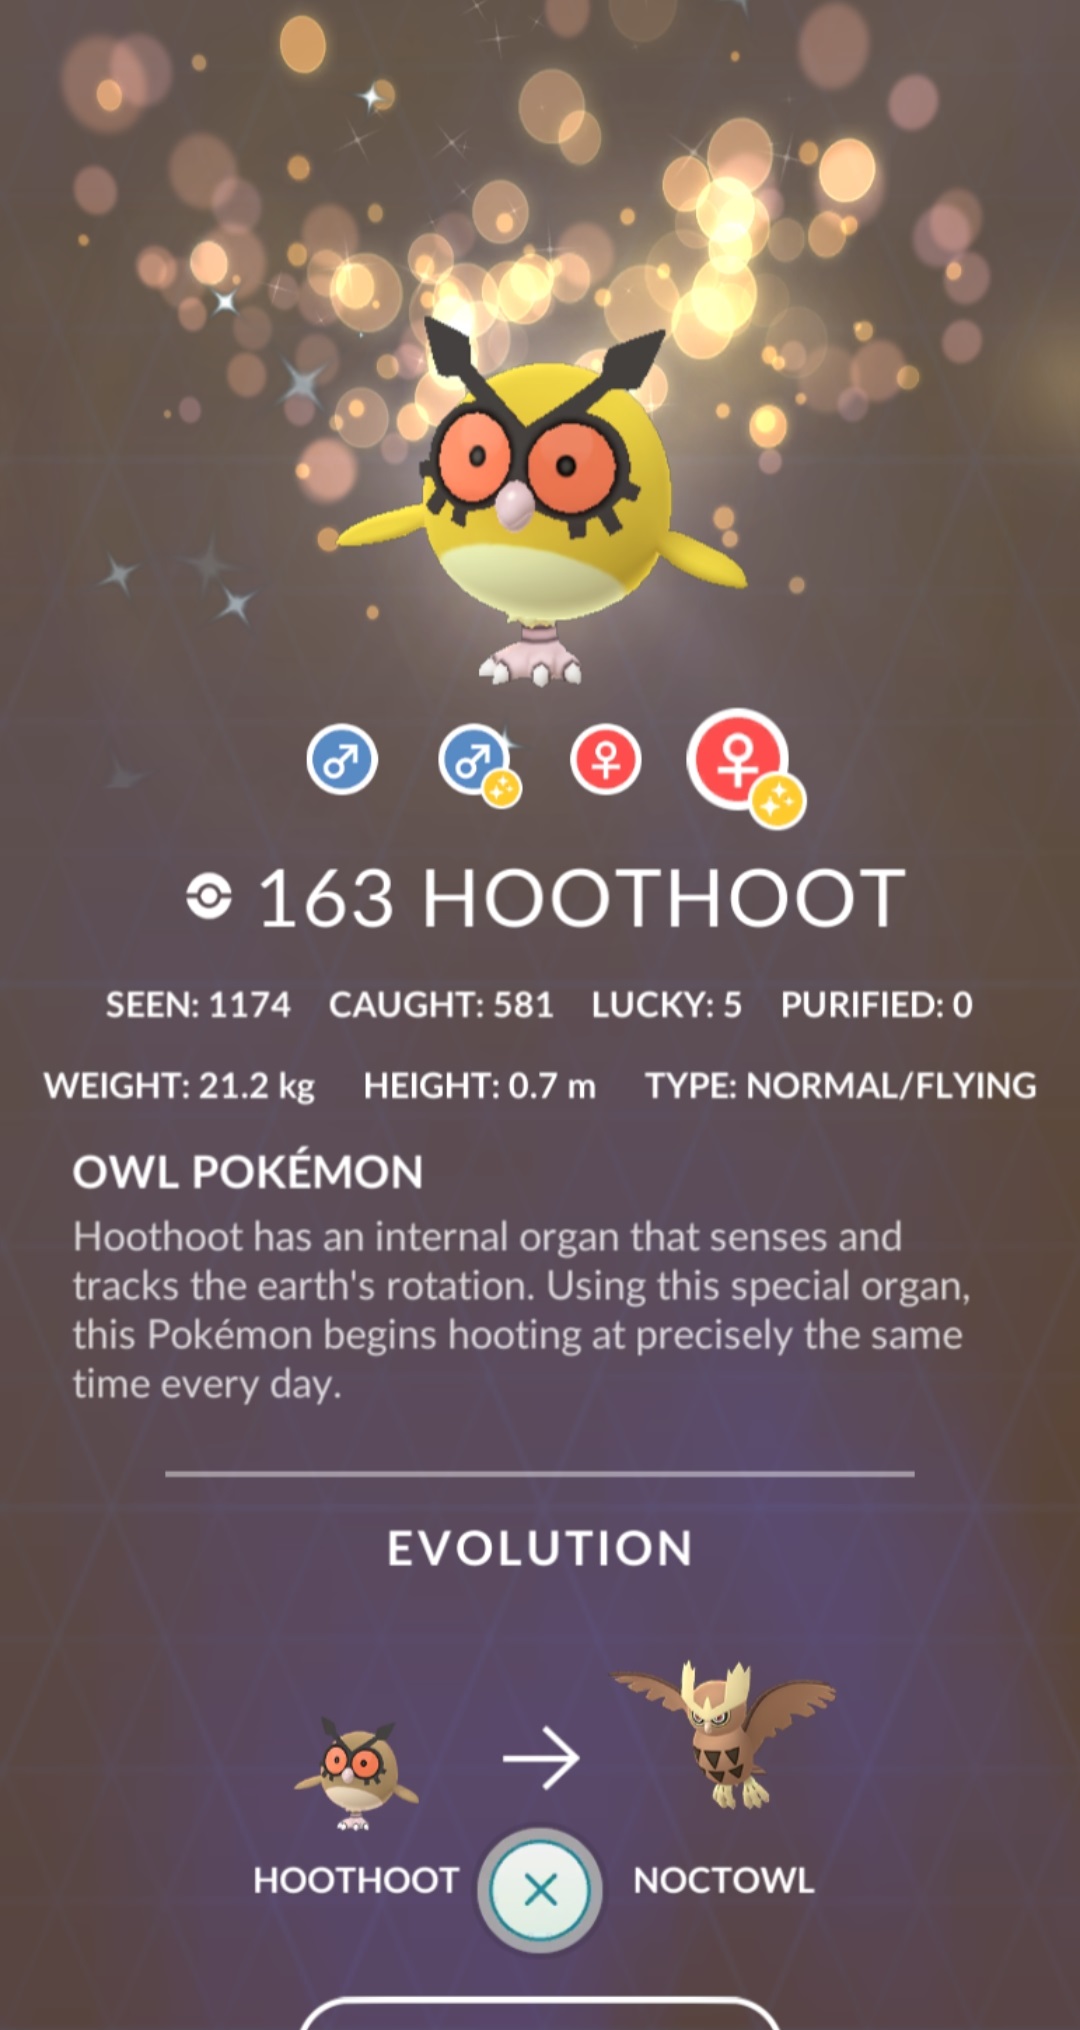 163 HOOTHOOT
SEEN: 1174 CAUGHT: 581 LUCKY: 5 PURIFIED: 0
WEIGHT: 21.2 kg HEIGHT: 0.7 m TYPE: NORMAL/FLYING
OWL POKÉMON
Hoothoot has an internal organ that senses and
tracks the earth's rotation. Using this special organ,
this Pokémon begins hooting at precisely the same
time every day.
EVOLUTION
HOOTHOOT NOCTOWL